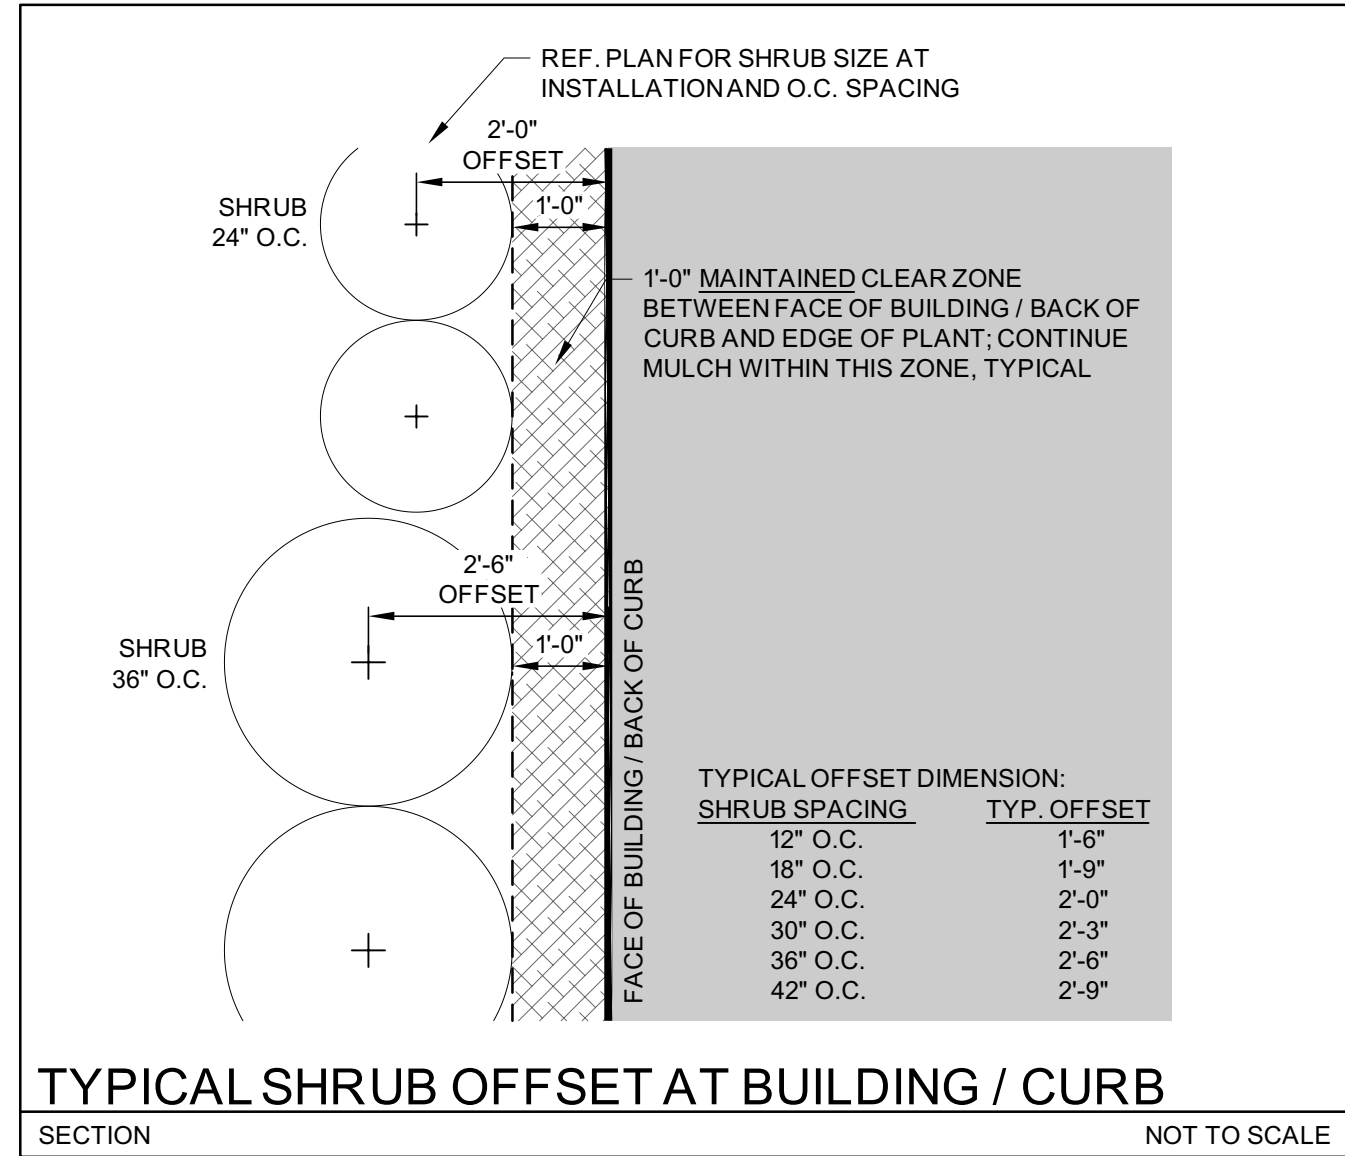 REF. PLAN FOR SHRUB SIZE AT
INSTALLATION AND O.C. SPACING
2'-0"
OFFSET
1'-0"
SHRUB
24" O.C.
1'-0" MAINTAINED CLEAR ZONE
BETWEEN FACE OF BUILDING / BACK OF
CURB AND EDGE OF PLANT; CONTINUE
MULCH WITHIN THIS ZONE, TYPICAL
2'-6"
OFFSET
1'-0"
SHRUB
36" O.C.
FACE OF BUILDING / BACK OF CURB
TYPICAL OFFSET DIMENSION:
SHRUB SPACING TYP. OFFSET
12" O.C. 1'-6"
18" O.C. 1'-9"
24" O.C. 2'-0"
30" O.C. 2'-3"
36" O.C. 2'-6"
42" O.C. 2'-9"
TYPICAL SHRUB OFFSET AT BUILDING / CURB
SECTION NOT TO SCALE